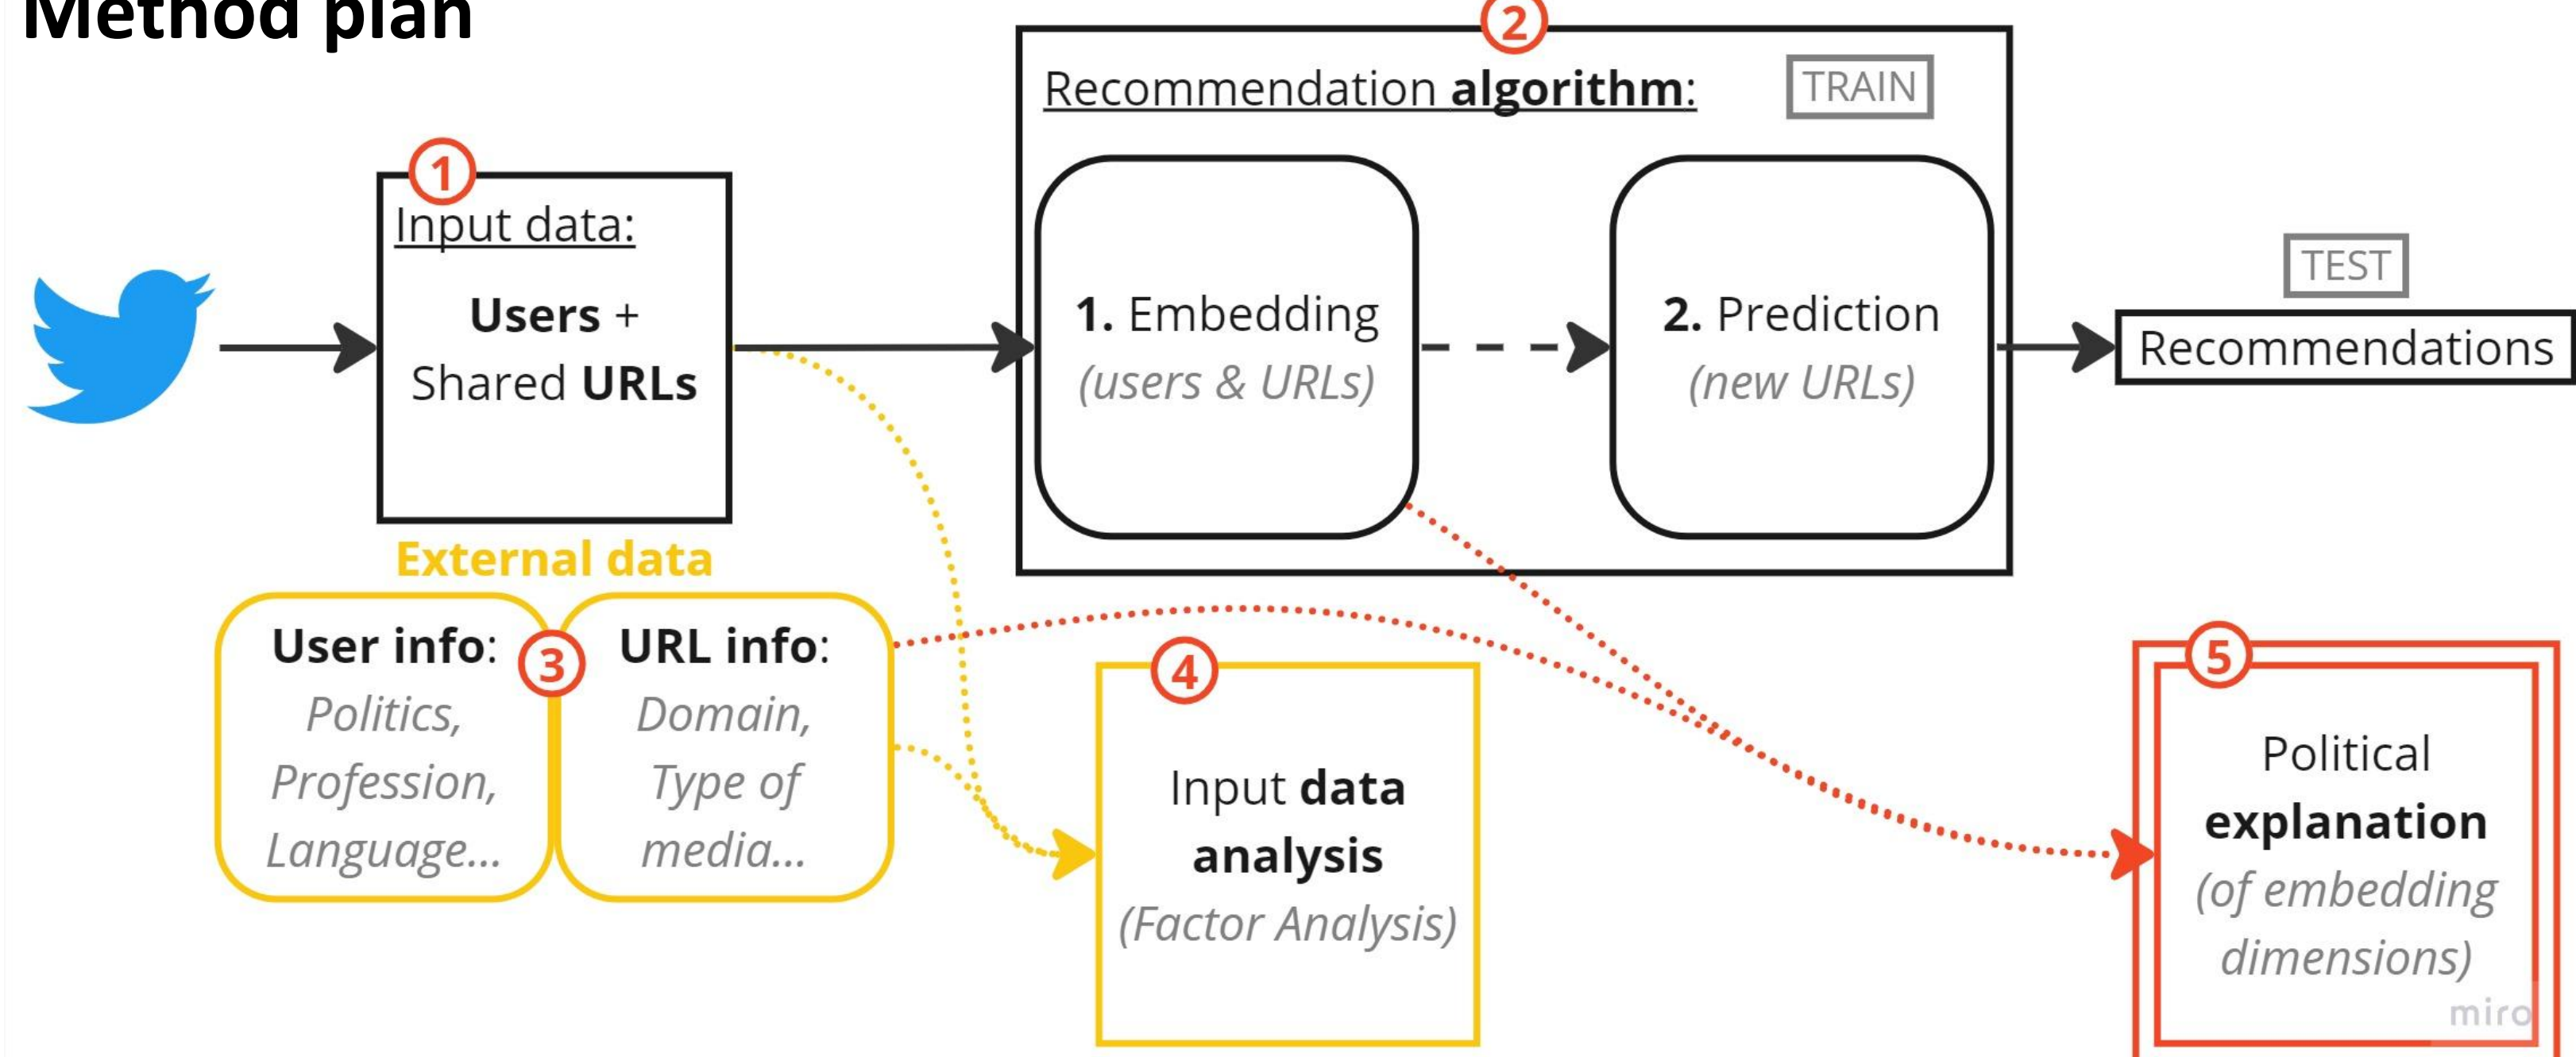 Method plan
2
Recommendation algorithm:
TRAIN
1
Input data:
Users +
Shared URLs
1. Embedding
(users & URLs)
2. Prediction
(new URLs)
TEST
Recommendations
External data
User info:
Politics,
Profession,
Language...
3
URL info:
Domain,
Type of
media...
4
Input data
analysis
(Factor Analysis)
5
Political
explanation
(of embedding
dimensions)
miro